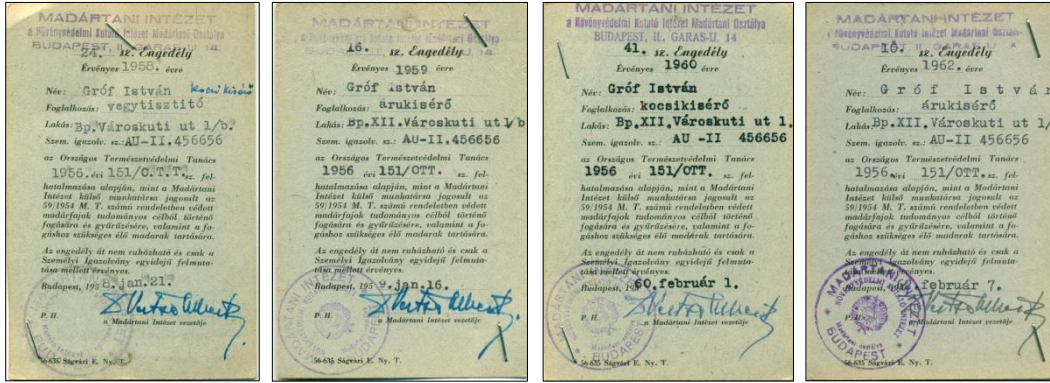 MADÁRTANI INTÉZET
a Növényvédelmi Kutató Intézet Madártani Osztálya
BUDAPEST, II. GARAS-U. 14.
24. sz. Engedély
Érvényes 1958. évre
Név: Gróf István kocsikisérő
Foglalkozás: vegytisztitó
Lakás: Bp.Városkuti ut 1/b.
Szem. igazolv. sz.: AU-II.456656
az Országos Természetvédelmi Tanács
1956. évi 151/O.T.T. sz. fel-
hatalmazása alapján, mint a Madártani
Intézet külső munkatársa jogosult az
59/1954 M. T. számú rendeletben védett
madárfajok tudományos célból történő
fogására és gyűrűzésére, valamint a fo-
gáshoz szükséges élő madarak tartására.
Az engedély át nem ruházható és csak a
Személyi Igazolvány egyidejű felmuta-
tása mellett érvényes.
Budapest, 195 8.jan.21.
P. H.
a Madártani Intézet vezetője
56-635 Ságvári E. Ny. T.
MADÁRTANI INTÉZET
16. sz. Engedély
Érvényes 1959 évre
Név: Gróf István
Foglalkozás: árukisérő
Lakás: Bp.XII.Városkuti ut 1/b
Szem. igazolv. sz.: AU-II.456656
az Országos Természetvédelmi Tanács
1956 évi 151/OTT. sz. fel-
hatalmazása alapján, mint a Madártani
Intézet külső munkatársa jogosult az
59/1954 M. T. számú rendeletben védett
madárfajok tudományos célból történő
fogására és gyűrűzésére, valamint a fo-
gáshoz szükséges élő madarak tartására.
Az engedély át nem ruházható és csak a
Személyi Igazolvány egyidejű felmuta-
tása mellett érvényes.
Budapest, 195 9.jan.16.
P. H.
a Madártani Intézet vezetője
56-635 Ságvári E. Ny. T.
MADÁRTANI INTÉZET
a Növényvédelmi Kutató Intézet Madártani Osztálya
BUDAPEST, II., GARAS-U. 14
41. sz. Engedély
Érvényes 1960 évre
Név: Gróf István
Foglalkozás: kocsikisérő
Lakás: Bp.XII.Városkuti ut 1.
Szem. igazolv. sz.: AU -II 456656
az Országos Természetvédelmi Tanács
1956 évi 151/OTT. sz. fel-
hatalmazása alapján, mint a Madártani
Intézet külső munkatársa jogosult az
59/1954 M. T. számú rendeletben védett
madárfajok tudományos célból történő
fogására és gyűrűzésére, valamint a fo-
gáshoz szükséges élő madarak tartására.
Az engedély át nem ruházható és csak a
Személyi Igazolvány egyidejű felmuta-
tása mellett érvényes.
Budapest, 19 60.február 1.
P. H.
a Madártani Intézet vezetője
56-635 Ságvári E. Ny. T.
MADÁRTANI INTÉZET
10. sz. Engedély
Érvényes 1962. évre
Név: Gróf István
Foglalkozás: árukisérő
Lakás: Bp.XII.Városkuti ut 1/
Szem. igazolv. sz.: AU-II 456656
az Országos Természetvédelmi Tanács
1956. évi 151/OTT. sz. fel-
hatalmazása alapján, mint a Madártani
Intézet külső munkatársa jogosult az
59/1954 M. T. számú rendeletben védett
madárfajok tudományos célból történő
fogására és gyűrűzésére, valamint a fo-
gáshoz szükséges élő madarak tartására.
Az engedély át nem ruházható és csak a
Személyi Igazolvány egyidejű felmuta-
tása mellett érvényes.
Budapest, február 7.
P. H.
a Madártani Intézet vezetője
MADÁRTANI INTÉZET
BUDAPEST
56-635 Ságvári E. Ny. T.